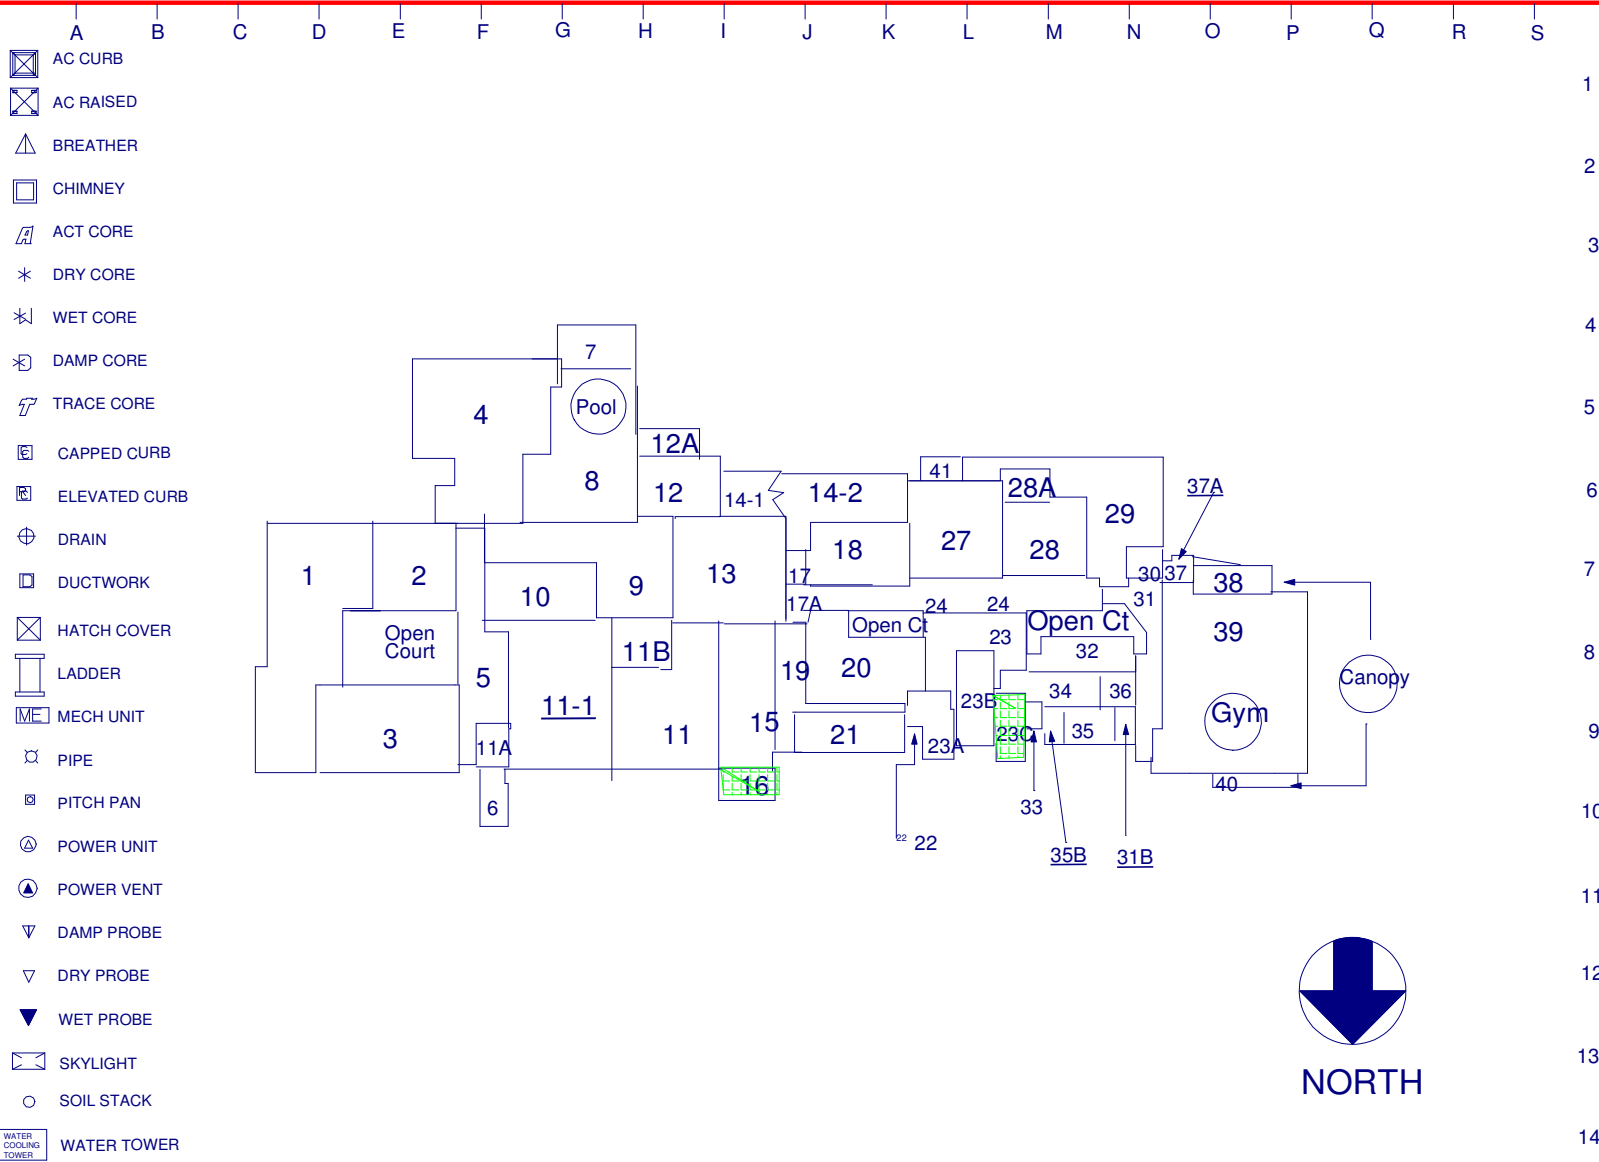 A B C D E F G H I J K L M N O P Q R S
AC CURB
1
AC RAISED
BREATHER
2
CHIMNEY
ACT CORE
3
DRY CORE
WET CORE
4
DAMP CORE
TRACE CORE
5
CAPPED CURB
ELEVATED CURB
6
DRAIN
DUCTWORK
7
HATCH COVER
LADDER
8
ME MECH UNIT
PIPE
9
PITCH PAN
10
POWER UNIT
POWER VENT
11
DAMP PROBE
DRY PROBE
12
WET PROBE
SKYLIGHT
13
SOIL STACK
WATER
COOLING
TOWER
WATER TOWER
14
7
Pool
4
12A
8
12
14-1
14-2
41
28A
29
37A
1
2
10
9
13
17
18
27
28
30
37
38
17A
24
24
31
Open
Court
Open Ct
Open Ct
23
39
11B
32
5
19
20
Canopy
11-1
23B
34
36
Gym
3
11A
11
15
21
23A
23C
35
16
40
6
33
22
22
35B
31B
NORTH